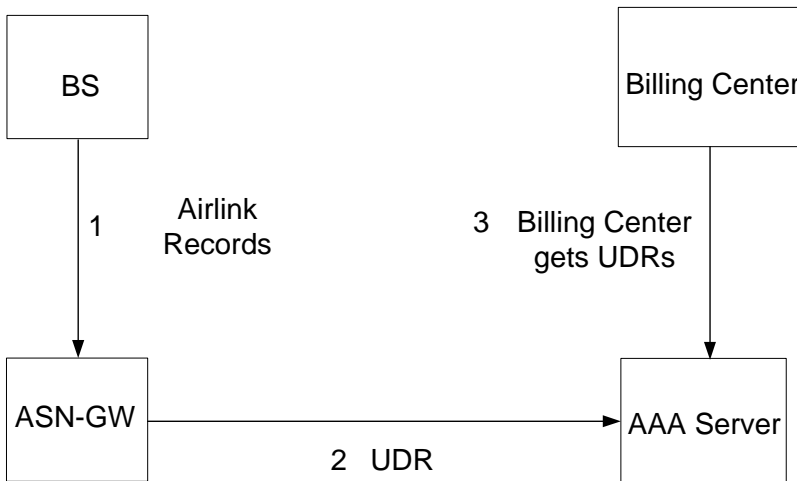 BS
Billing Center
1
Airlink
Records
3 Billing Center
gets UDRs
ASN-GW
AAA Server
2 UDR